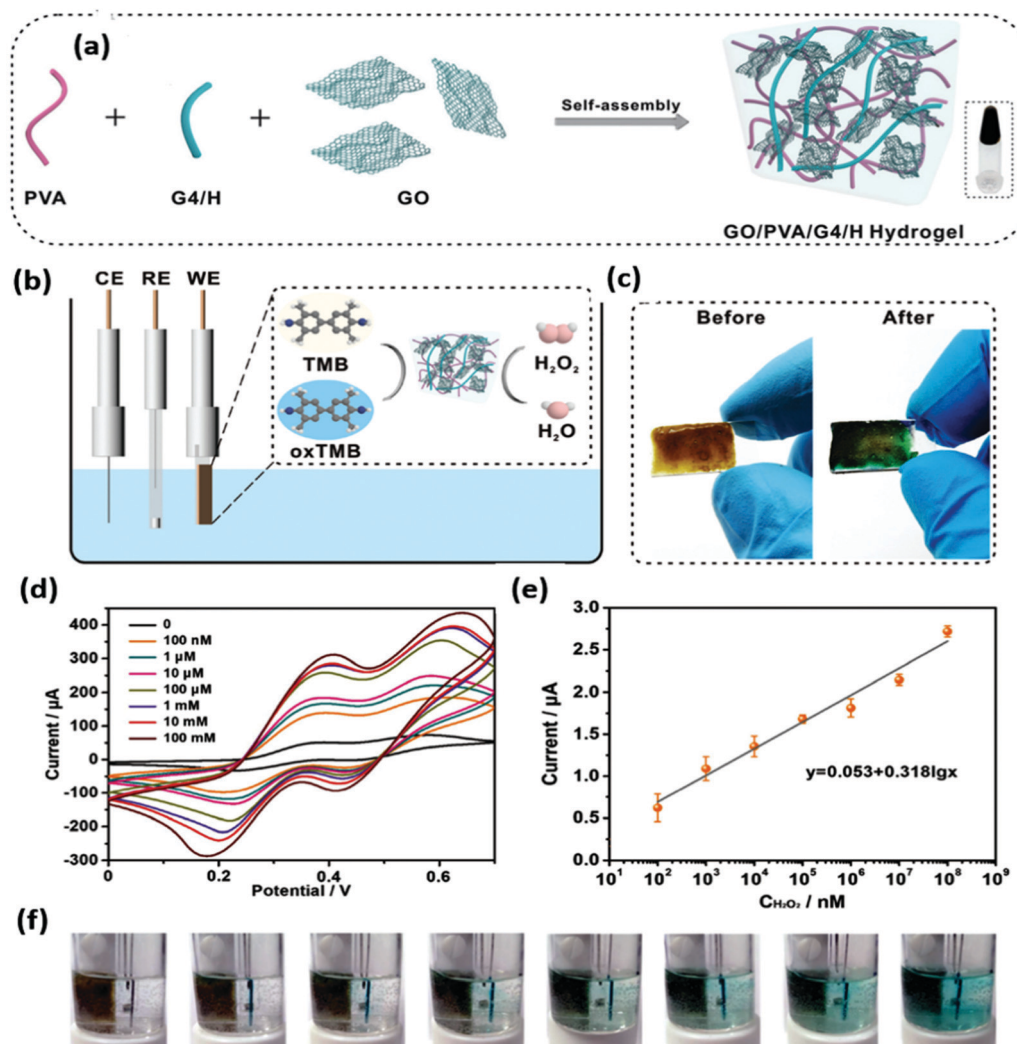 (a)
PVA
+
G4/H
+
GO
Self-assembly
GO/PVA/G4/H Hydrogel
(b)
CE RE WE
TMB
oxTMB
H₂O₂
H₂O
(c)
Before
After
(d)
Current / μA
400
300
200
100
0
-100
-200
-300
0
100 nM
1 μM
10 μM
100 μM
1 mM
10 mM
100 mM
0 0.2 0.4 0.6
Potential / V
(e)
Current / μA
3.0
2.5
2.0
1.5
1.0
0.5
0.0
y=0.053+0.318lgx
10¹ 10² 10³ 10⁴ 10⁵ 10⁶ 10⁷ 10⁸ 10⁹
C_H₂O₂ / nM
(f)